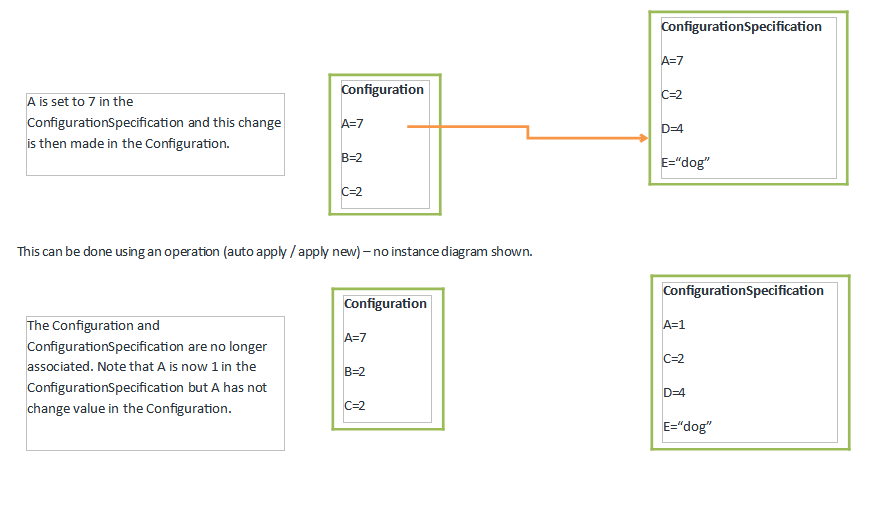 A is set to 7 in the
ConfigurationSpecification and this change
is then made in the Configuration.
Configuration
A=7
B=2
C=2
ConfigurationSpecification
A=7
C=2
D=4
E=“dog”
This can be done using an operation (auto apply / apply new) – no instance diagram shown.
The Configuration and
ConfigurationSpecification are no longer
associated. Note that A is now 1 in the
ConfigurationSpecification but A has not
change value in the Configuration.
Configuration
A=7
B=2
C=2
ConfigurationSpecification
A=1
C=2
D=4
E=“dog”